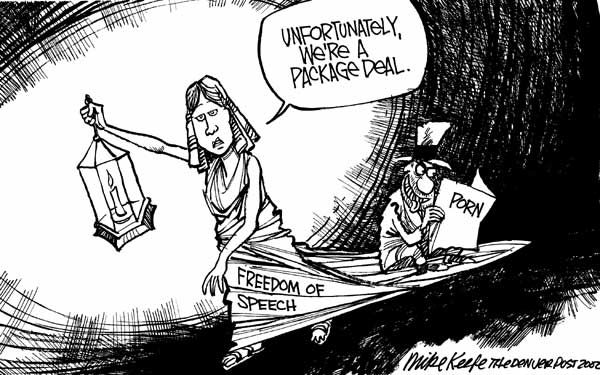 UNFORTUNATELY,
WE'RE A
PACKAGE DEAL.
PORN
FREEDOM OF
SPEECH
MIKE KEEFE THE DENVER POST 2002